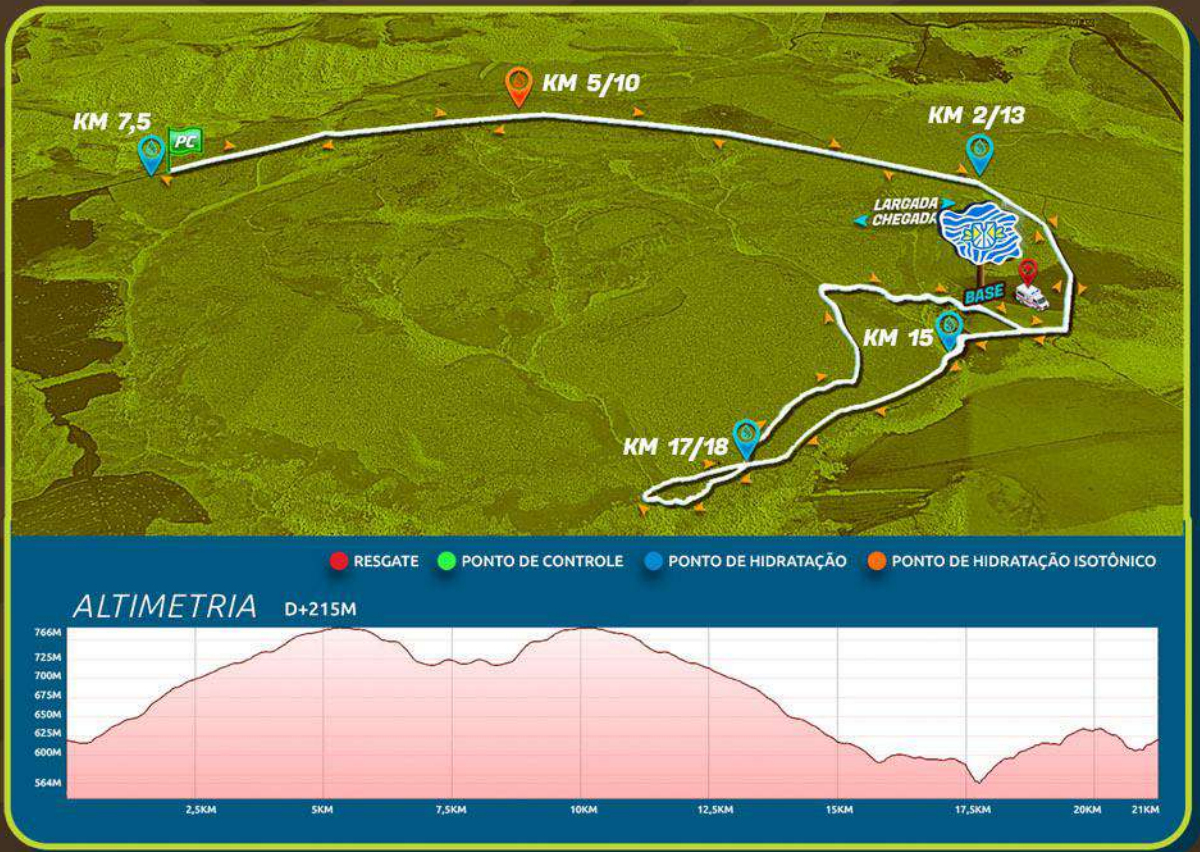 KM 5/10
KM 7,5
PC
KM 2/13
LARGADA
CHEGADA
BASE
KM 15
KM 17/18
RESGATE
PONTO DE CONTROLE
PONTO DE HIDRATAÇÃO
PONTO DE HIDRATAÇÃO ISOTÔNICO
ALTIMETRIA D+215M
766M
725M
700M
675M
650M
625M
600M
564M
2,5KM
5KM
7,5KM
10KM
12,5KM
15KM
17,5KM
20KM
21KM